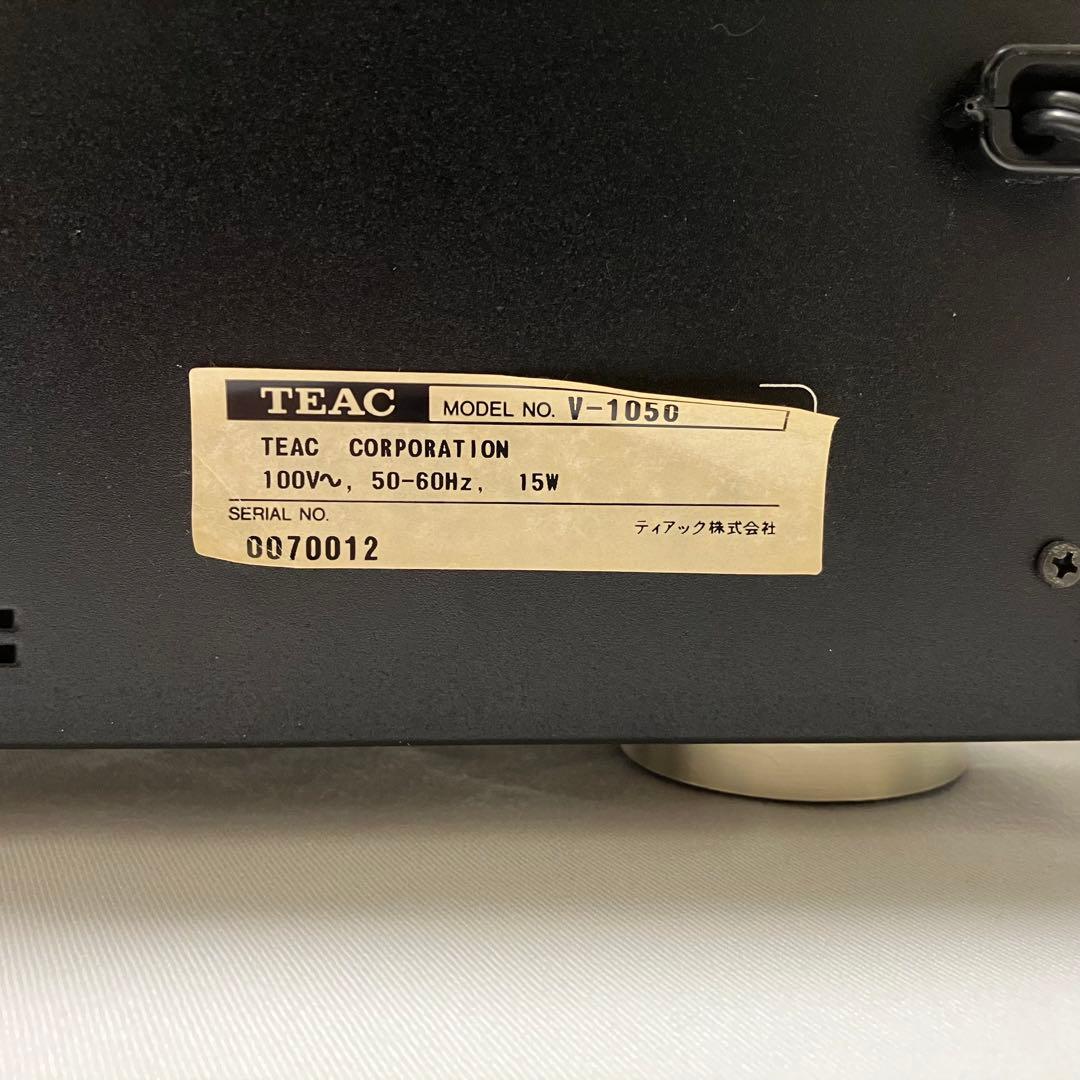 TEAC MODEL NO. V-1050
TEAC CORPORATION
100V～, 50-60Hz, 15W
SERIAL NO.
ティアック株式会社
0070012